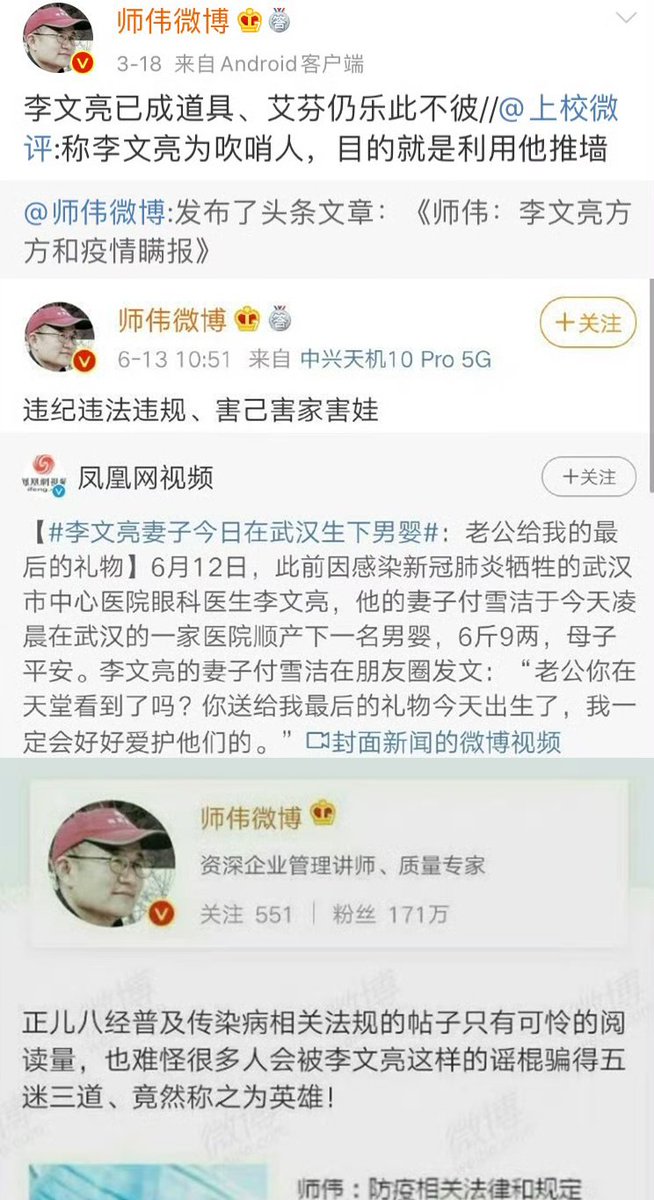 师伟微博
3-18 来自Android客户端
李文亮已成道具、艾芬仍乐此不彼//@上校微
评:称李文亮为吹哨人，目的就是利用他推墙
@师伟微博:发布了头条文章：《师伟：李文亮方
方和疫情瞒报》
师伟微博
+关注
6-13 10:51 来自 中兴天机10 Pro 5G
违纪违法违规、害己害家害娃
凤凰网视频
+关注
【#李文亮妻子今日在武汉生下男婴#：老公给我的最
后的礼物】6月12日，此前因感染新冠肺炎牺牲的武汉
市中心医院眼科医生李文亮，他的妻子付雪洁于今天凌
晨在武汉的一家医院顺产下一名男婴，6斤9两，母子
平安。李文亮的妻子付雪洁在朋友圈发文：“老公你在
天堂看到了吗？你送给我最后的礼物今天出生了，我一
定会好好爱护他们的。”封面新闻的微博视频
师伟微博
资深企业管理讲师、质量专家
关注 551 | 粉丝 171万
正儿八经普及传染病相关法规的帖子只有可怜的阅
读量，也难怪很多人会被李文亮这样的谣棍骗得五
迷三道、竟然称之为英雄！
师伟：防疫相关法律和规定